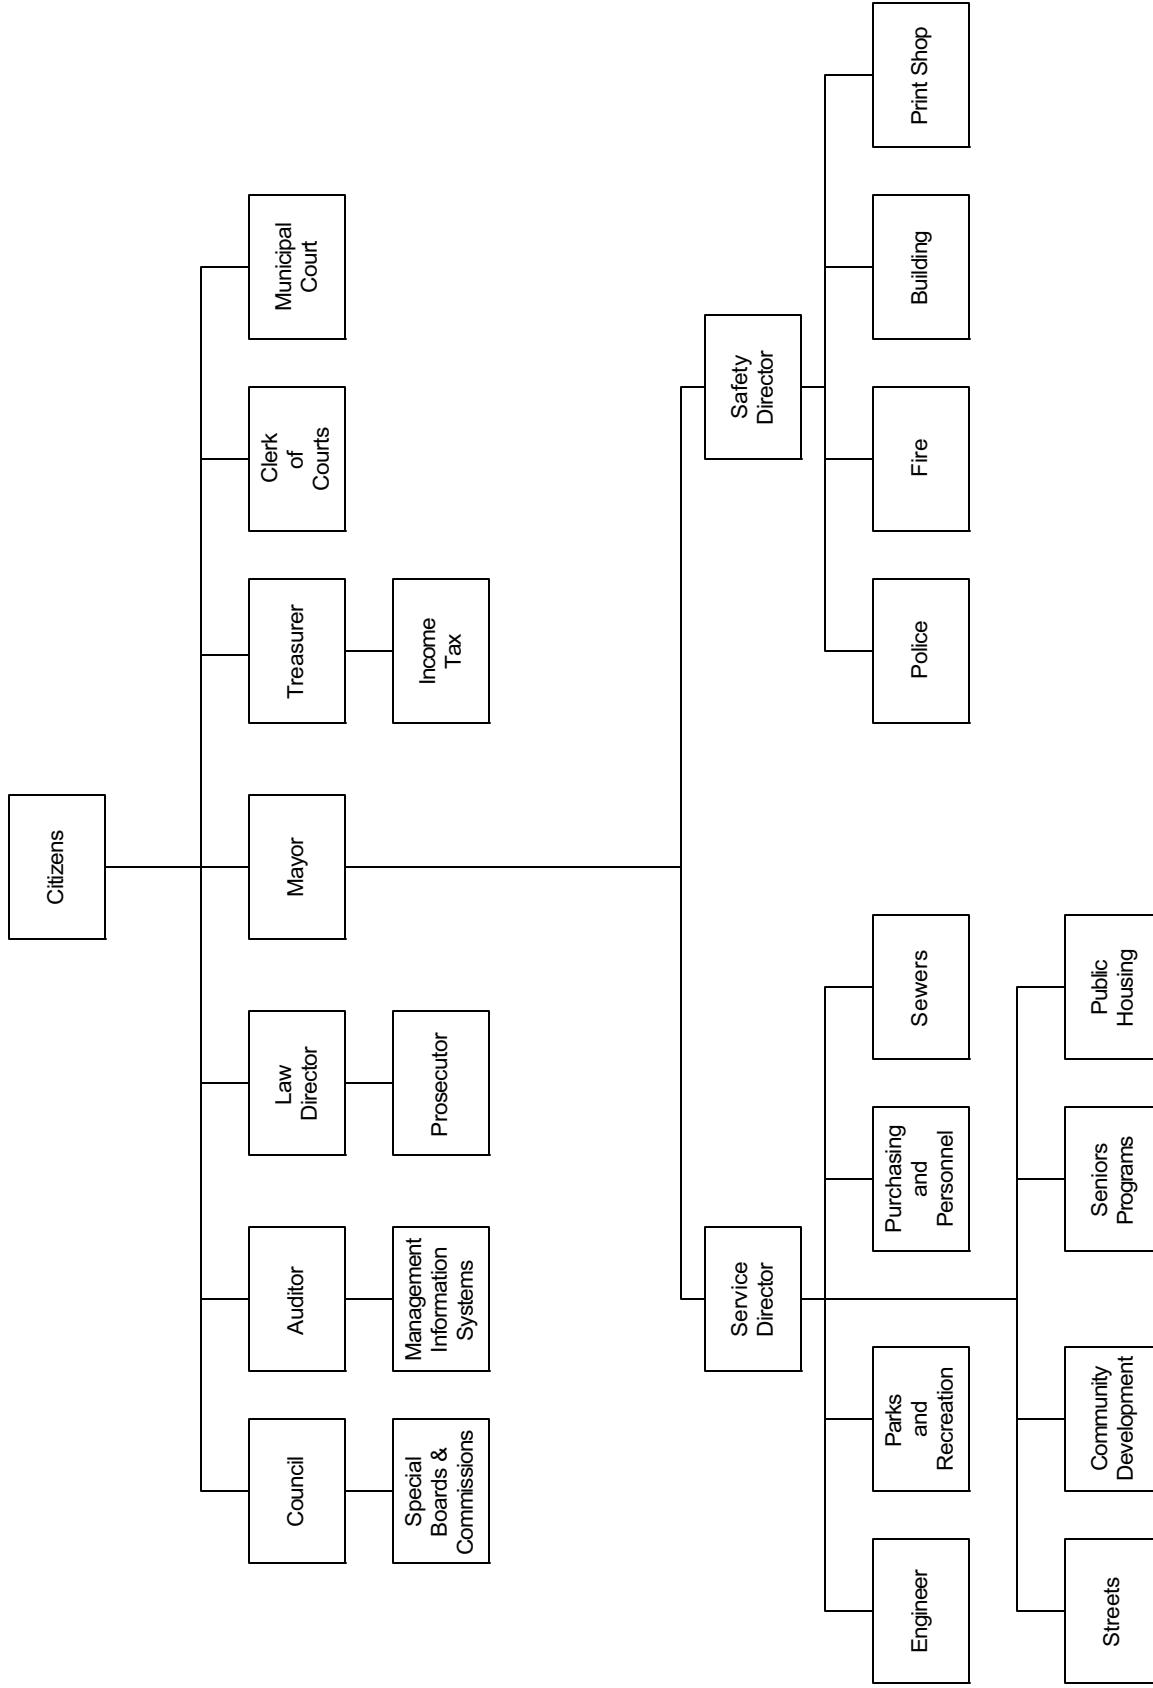 Citizens
Council
Auditor
Law
Director
Mayor
Treasurer
Clerk
of
Courts
Municipal
Court
Special
Boards &
Commissions
Management
Information
Systems
Prosecutor
Income
Tax
Service
Director
Safety
Director
Engineer
Parks
and
Recreation
Purchasing
and
Personnel
Sewers
Police
Fire
Building
Print Shop
Streets
Community
Development
Seniors
Programs
Public
Housing